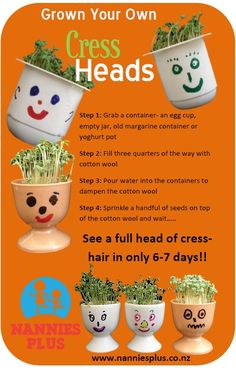 Grown Your Own
Cress
Heads
Step 1: Grab a container- an egg cup,
empty jar, old margarine container or
yoghurt pot
Step 2: Fill three quarters of the way with
cotton wool
Step 3: Pour water into the containers to
dampen the cotton wool
Step 4: Sprinkle a handful of seeds on top
of the cotton wool and wait.....
See a full head of cress-
hair in only 6-7 days!!
NANNIES
PLUS
www.nanniesplus.co.nz